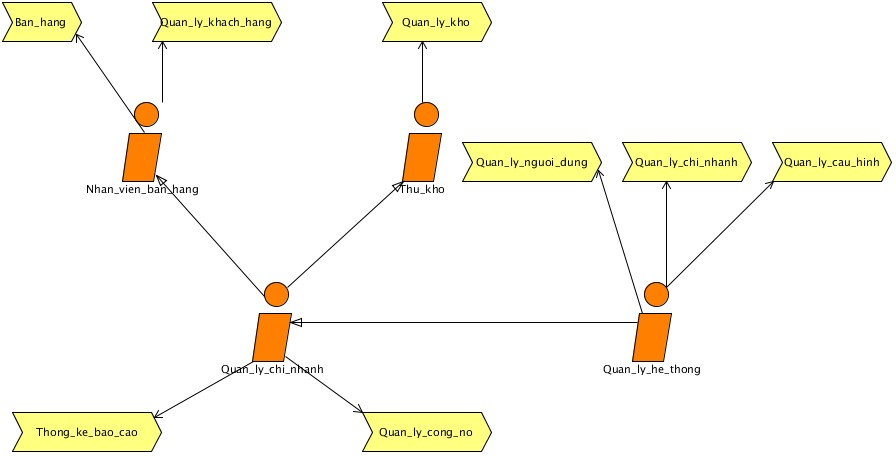 Ban_hang
Quan_ly_khach_hang
Quan_ly_kho
Quan_ly_nguoi_dung
Quan_ly_chi_nhanh
Quan_ly_cau_hinh
Nhan_vien_ban_hang
Thu_kho
Quan_ly_chi_nhanh
Quan_ly_he_thong
Thong_ke_bao_cao
Quan_ly_cong_no